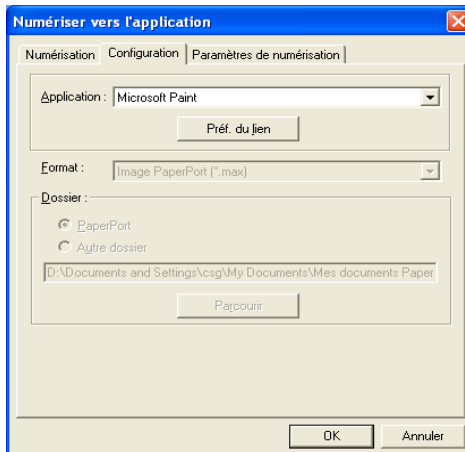 Numériser vers l'application
Numérisation Configuration Paramètres de numérisation
Application : Microsoft Paint
Préf. du lien
Format : Image PaperPort (*.max)
Dossier :
PaperPort
Autre dossier
D:\Documents and Settings\csg\My Documents\Mes documents Paper
Parcourir
OK Annuler